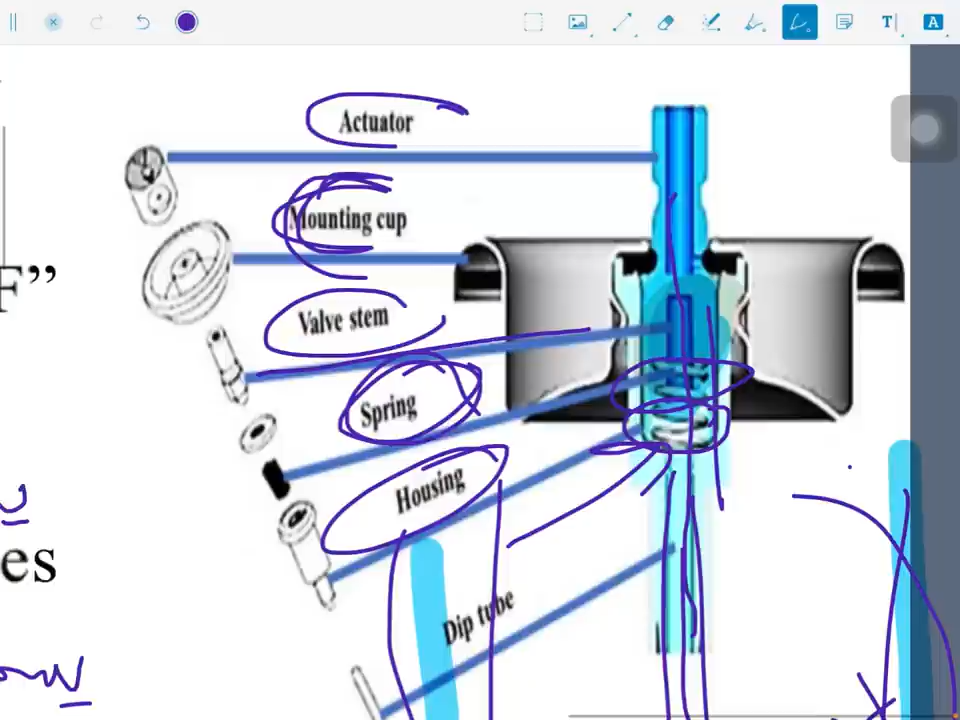 Actuator
Mounting cup
F”
Valve stem
Spring
Housing
es
Dip tube